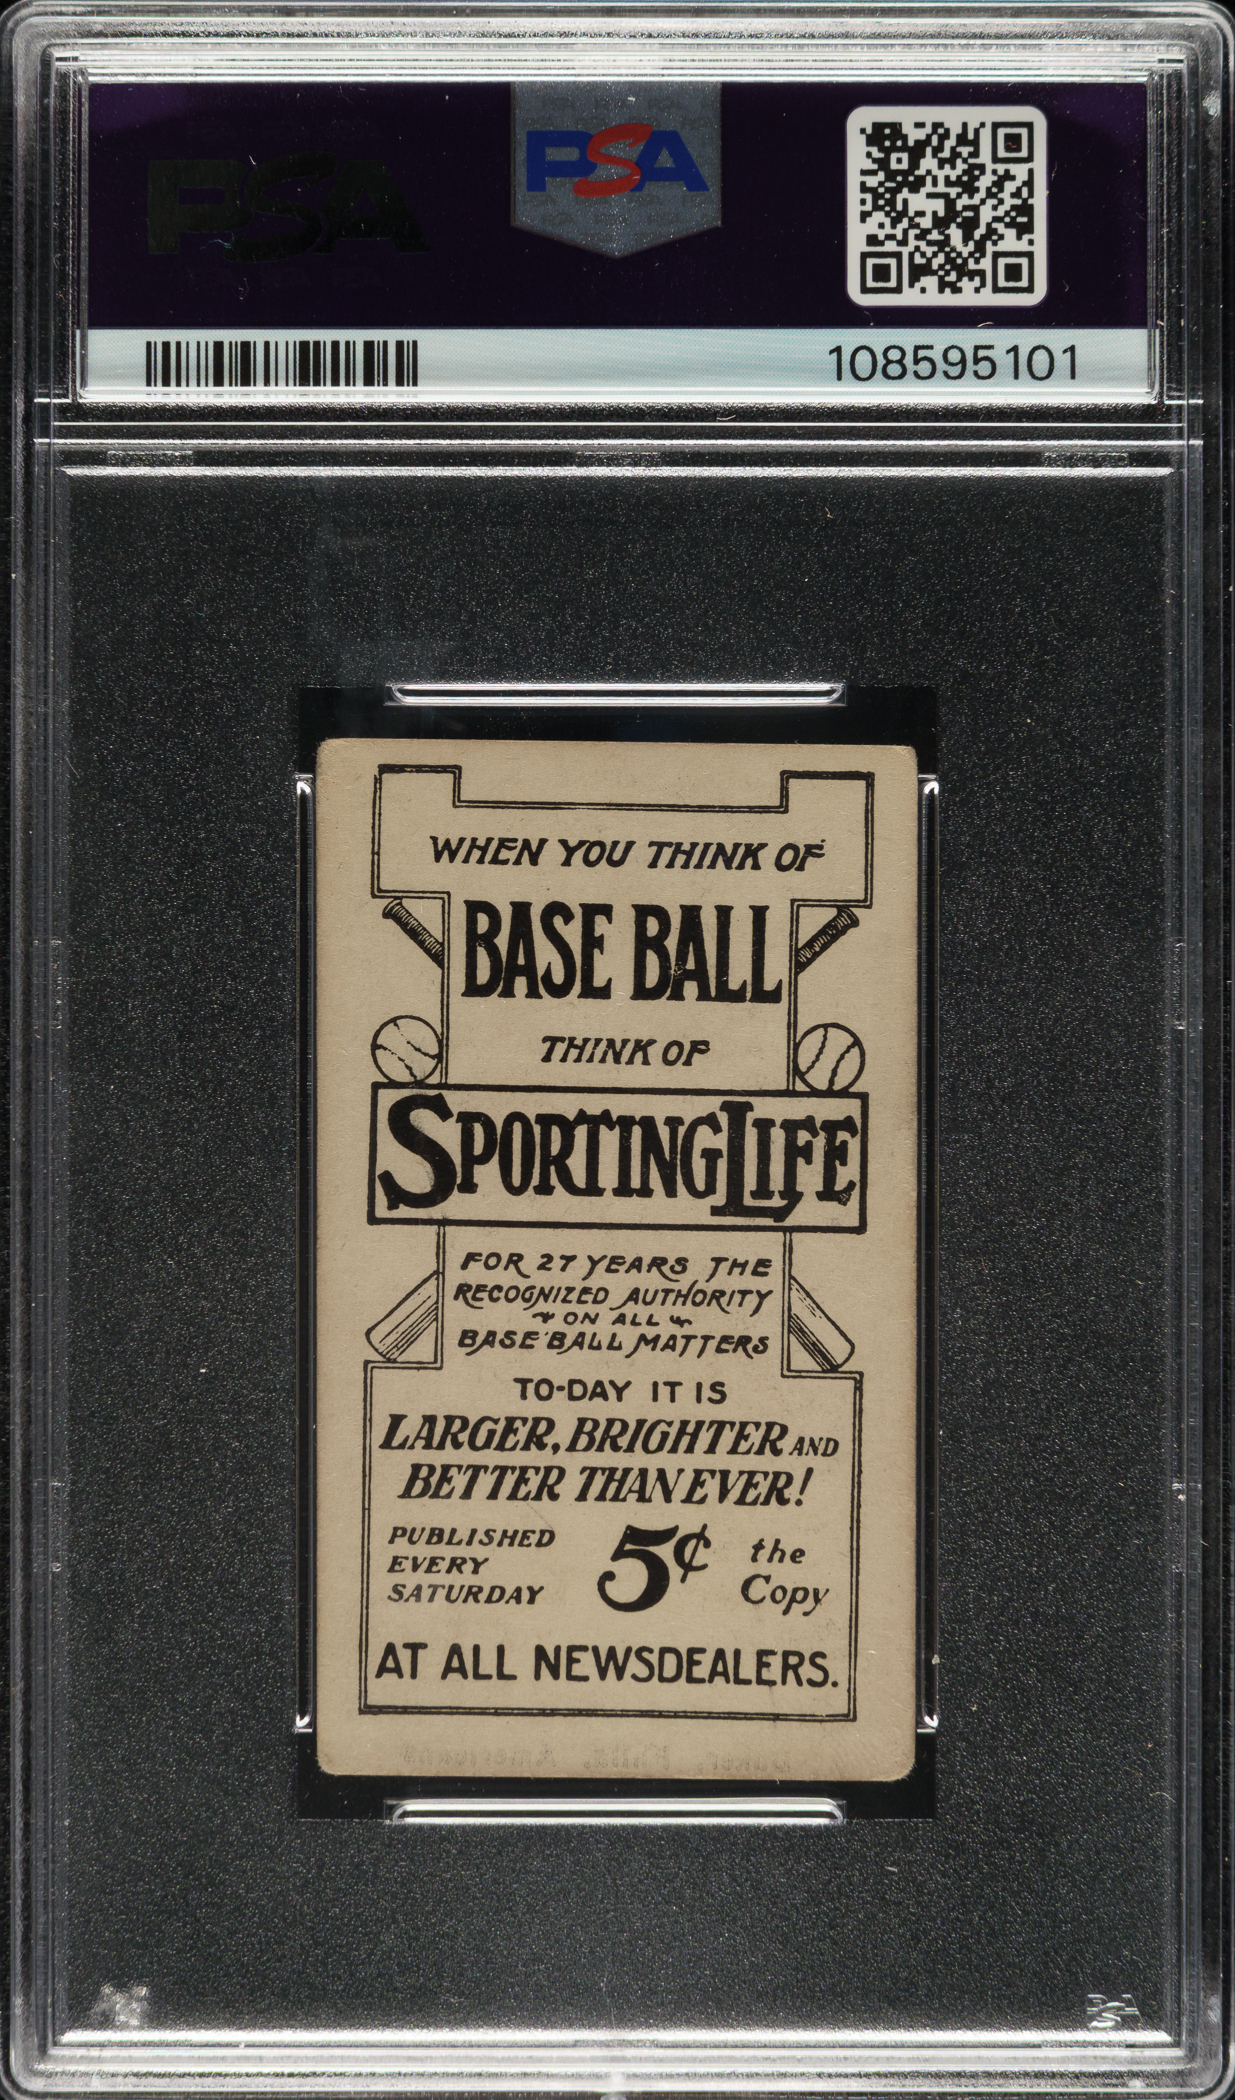 PSA
PSA
108595101
WHEN YOU THINK OF
BASE BALL
THINK OF
SPORTING LIFE
FOR 27 YEARS THE
RECOGNIZED AUTHORITY
ON ALL
BASE BALL MATTERS
TO-DAY IT IS
LARGER, BRIGHTER AND
BETTER THAN EVER!
PUBLISHED
EVERY
SATURDAY
5¢ the
Copy
AT ALL NEWSDEALERS.
PSA